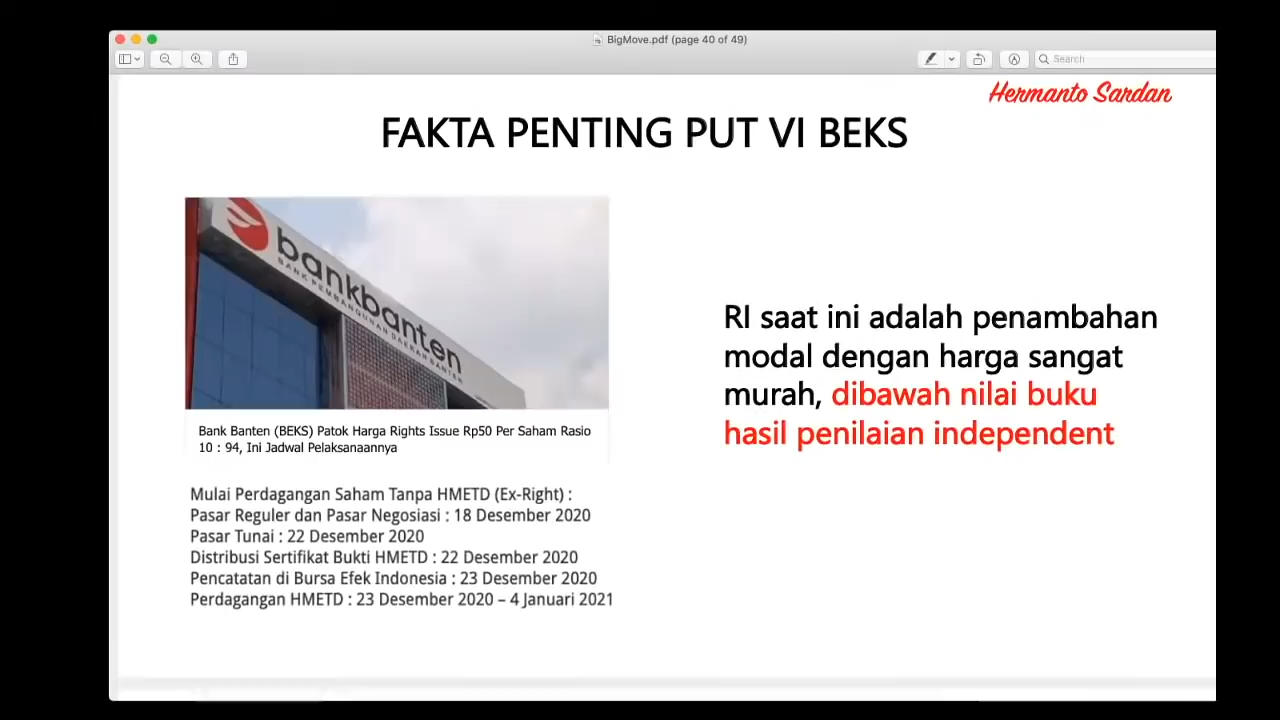 BigMove.pdf (page 40 of 49)
Search
Hermanto Sardan
FAKTA PENTING PUT VI BEKS
bankbanten
BANK PEMBANGUNAN DAERAH BANTEN
Bank Banten (BEKS) Patok Harga Rights Issue Rp50 Per Saham Rasio
10 : 94, Ini Jadwal Pelaksanaannya
Mulai Perdagangan Saham Tanpa HMETD (Ex-Right) :
Pasar Reguler dan Pasar Negosiasi : 18 Desember 2020
Pasar Tunai : 22 Desember 2020
Distribusi Sertifikat Bukti HMETD : 22 Desember 2020
Pencatatan di Bursa Efek Indonesia : 23 Desember 2020
Perdagangan HMETD : 23 Desember 2020 – 4 Januari 2021
RI saat ini adalah penambahan
modal dengan harga sangat
murah, dibawah nilai buku
hasil penilaian independent